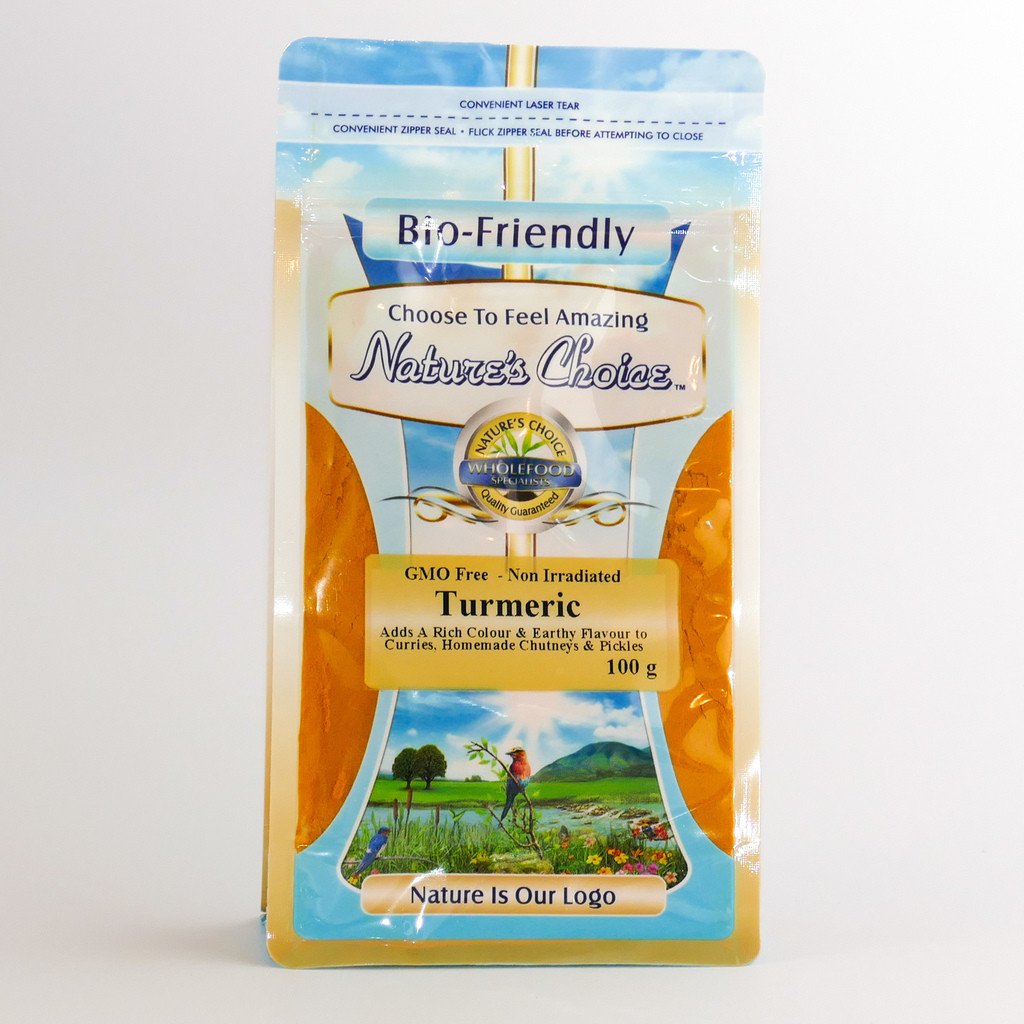 CONVENIENT LASER TEAR
CONVENIENT ZIPPER SEAL • FLICK ZIPPER SEAL BEFORE ATTEMPTING TO CLOSE
Bio-Friendly
Choose To Feel Amazing
Nature's Choice™
NATURE'S CHOICE
WHOLEFOOD
SPECIALISTS
Quality Guaranteed
GMO Free - Non Irradiated
Turmeric
Adds A Rich Colour & Earthy Flavour to
Curries, Homemade Chutneys & Pickles
100 g
Nature Is Our Logo